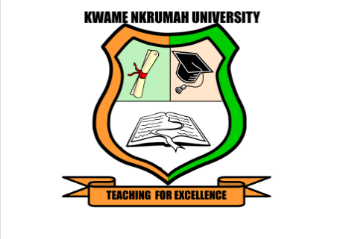 KWAME NKRUMAH UNIVERSITY
TEACHING FOR EXCELLENCE